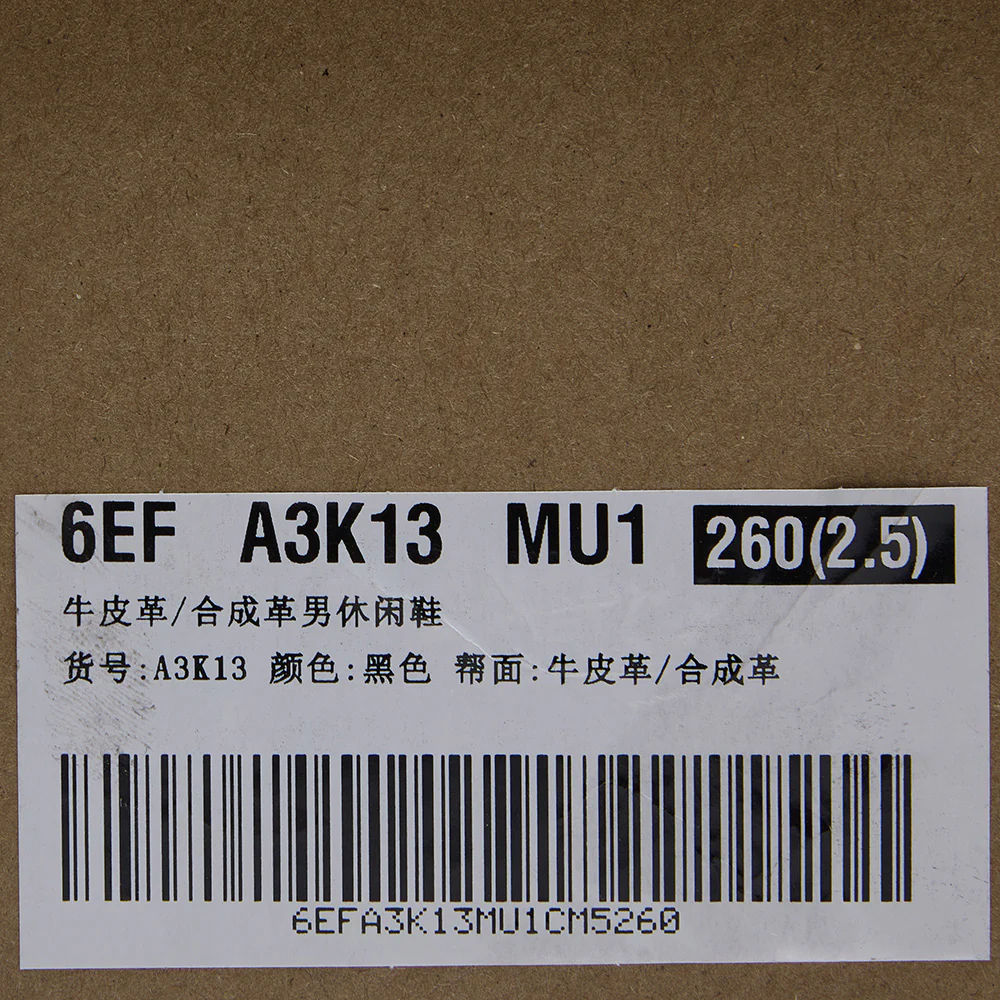 6EF A3K13 MU1 260(2.5)
牛皮革/合成革男休闲鞋
货号:A3K13 颜色:黑色 帮面:牛皮革/合成革
6EFA3K13MU1CM5260